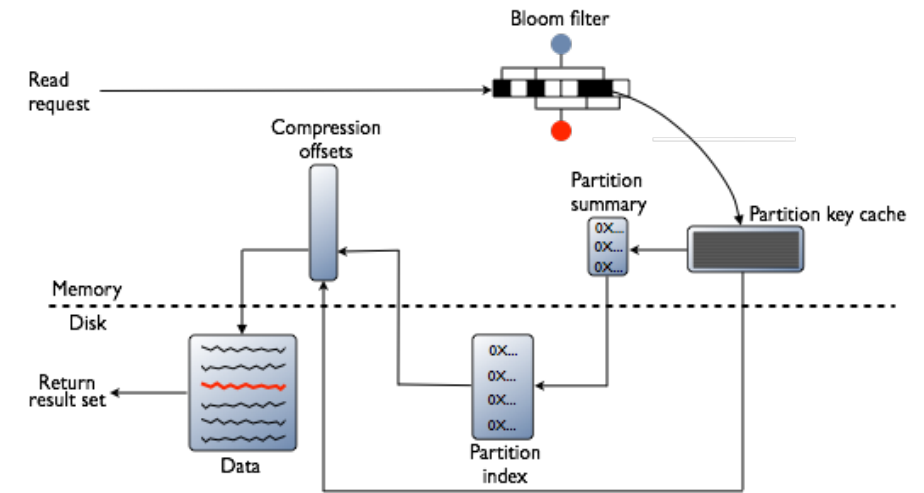 Bloom filter
Read
request
Compression
offsets
Partition
summary
0X...
0X...
0X...
Partition key cache
Memory
Disk
0X...
0X...
0X...
0X...
Return
result set
Data
Partition
index